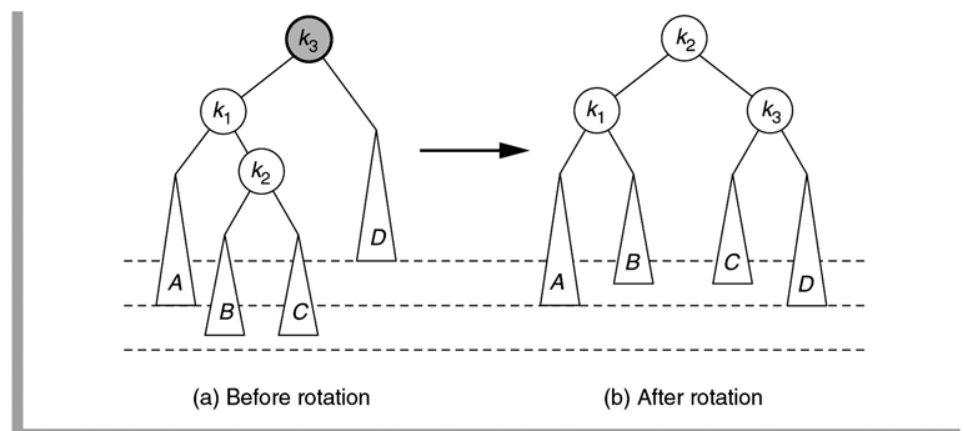 k3
k2
k1
k1
k3
k2
D
B
C
A
A
D
B
C
(a) Before rotation
(b) After rotation